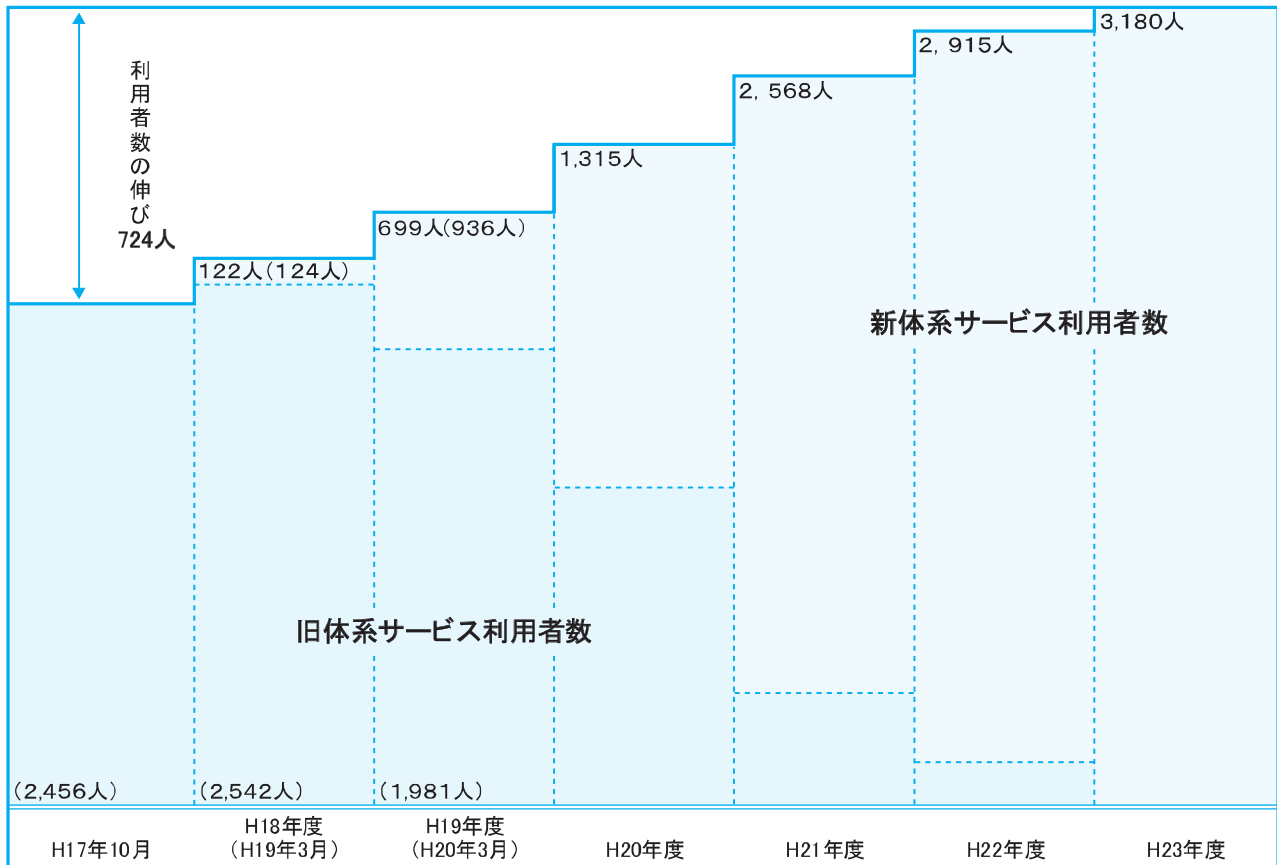 利用者数の伸び
724人
122人(124人)
699人(936人)
1,315人
2,568人
2,915人
3,180人
新体系サービス利用者数
旧体系サービス利用者数
(2,456人)
(2,542人)
(1,981人)
H17年10月
H18年度
(H19年3月)
H19年度
(H20年3月)
H20年度
H21年度
H22年度
H23年度